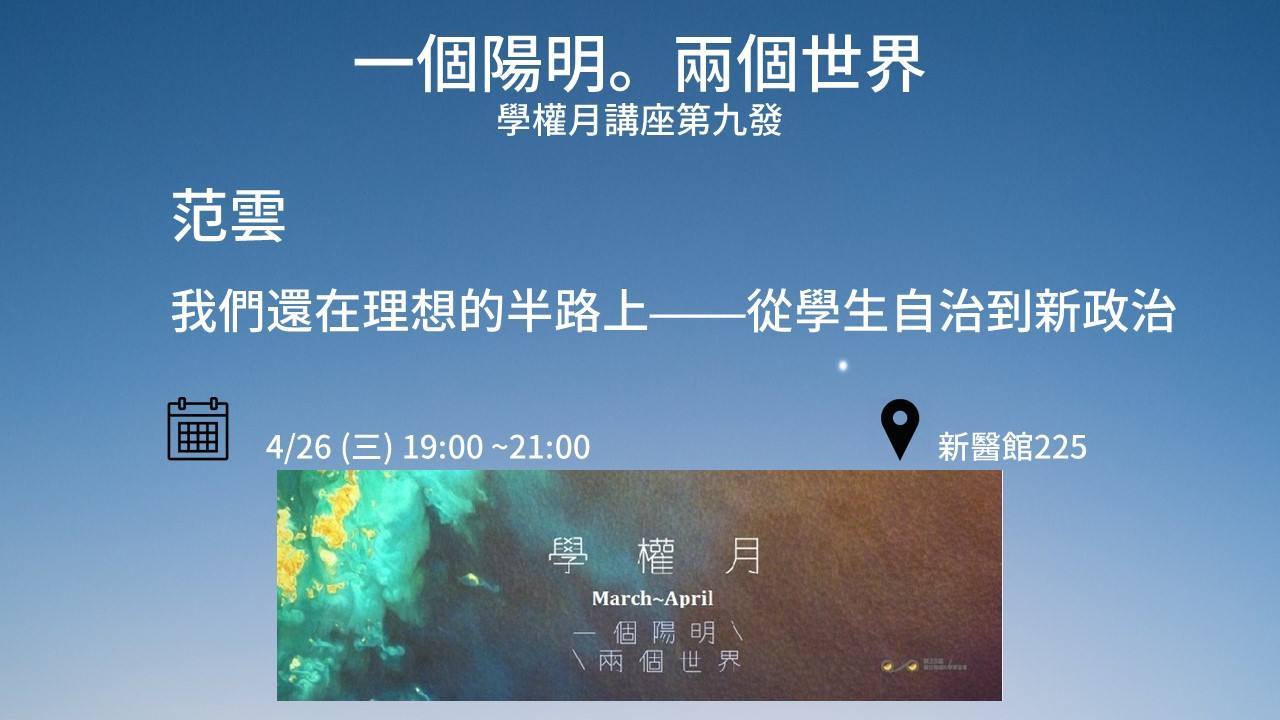 一個陽明。兩個世界
學權月講座第九發
范雲
我們還在理想的半路上——從學生自治到新政治
4/26 (三) 19:00 ~21:00
新醫館225
學 權 月
March~April
一 個 陽 明 \
\ 兩 個 世 界